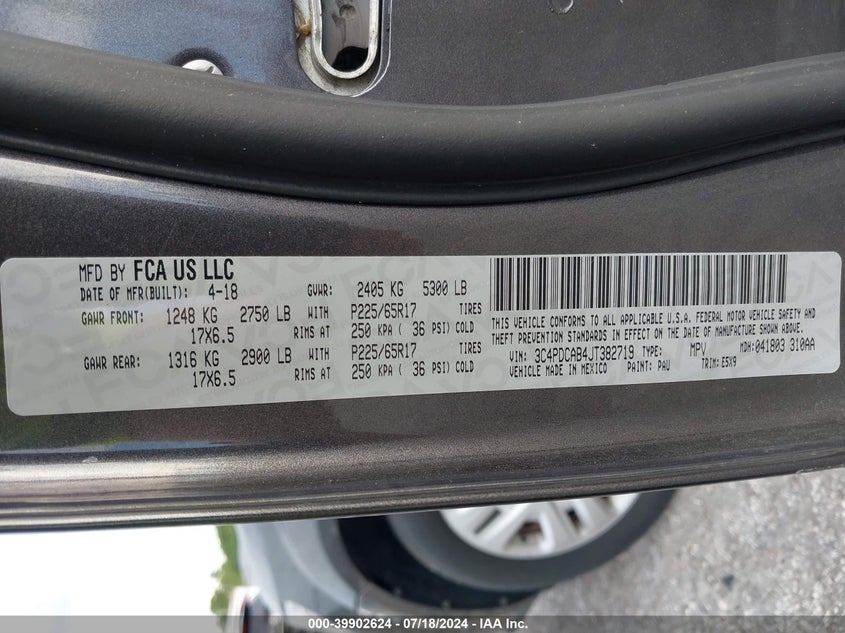 MFD BY FCA US LLC
DATE OF MFR(BUILT): 4-18 GVWR: 2405 KG 5300 LB
GAWR FRONT: 1248 KG 2750 LB WITH P225/65R17 TIRES
17X6.5 RIMS AT 250 KPA ( 36 PSI) COLD
GAWR REAR: 1316 KG 2900 LB WITH P225/65R17 TIRES
17X6.5 RIMS AT 250 KPA ( 36 PSI) COLD
THIS VEHICLE CONFORMS TO ALL APPLICABLE U.S.A. FEDERAL MOTOR VEHICLE SAFETY AND
THEFT PREVENTION STANDARDS IN EFFECT ON THE DATE OF MANUFACTURE SHOWN ABOVE.
VIN: 3C4PDCAB4JT382719 TYPE: MPV MDH: 041803 310AA
VEHICLE MADE IN MEXICO PAINT: PAU TRIM: E5X9
000-39902624 - 07/18/2024 - IAA Inc.